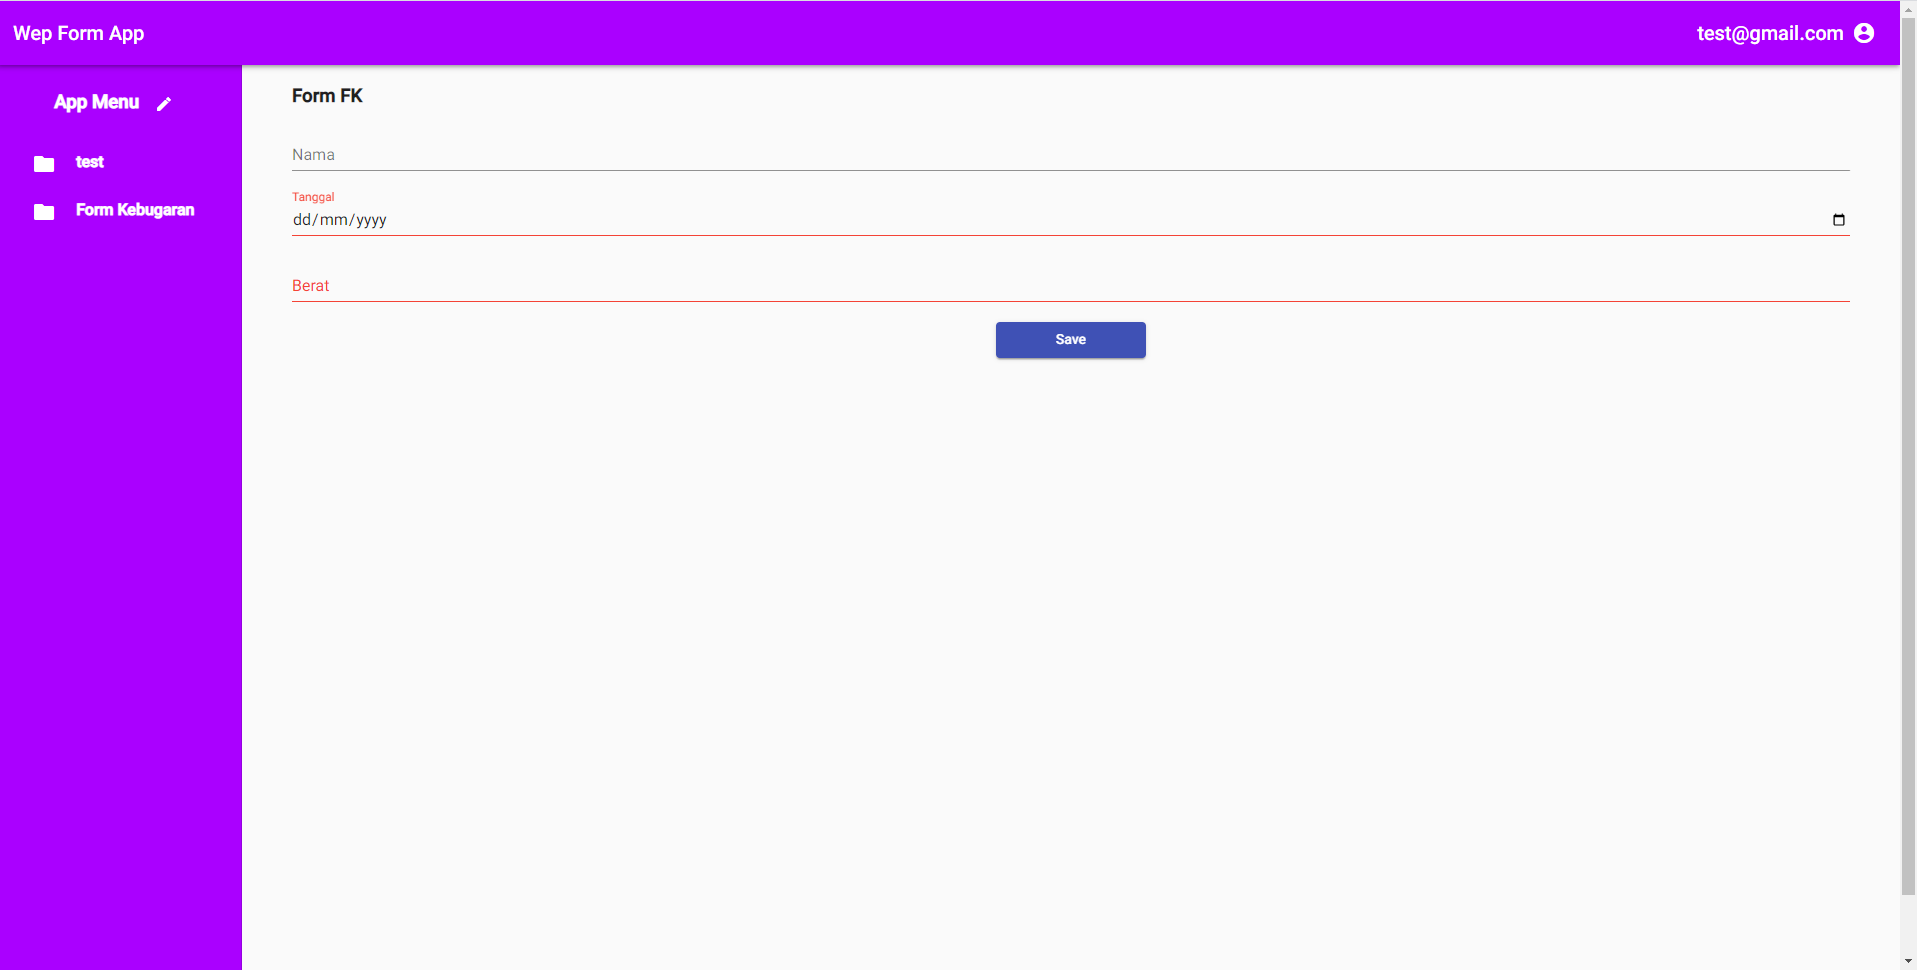 Wep Form App
test@gmail.com
App Menu
test
Form Kebugaran
Form FK
Nama
Tanggal
dd/mm/yyyy
Berat
Save